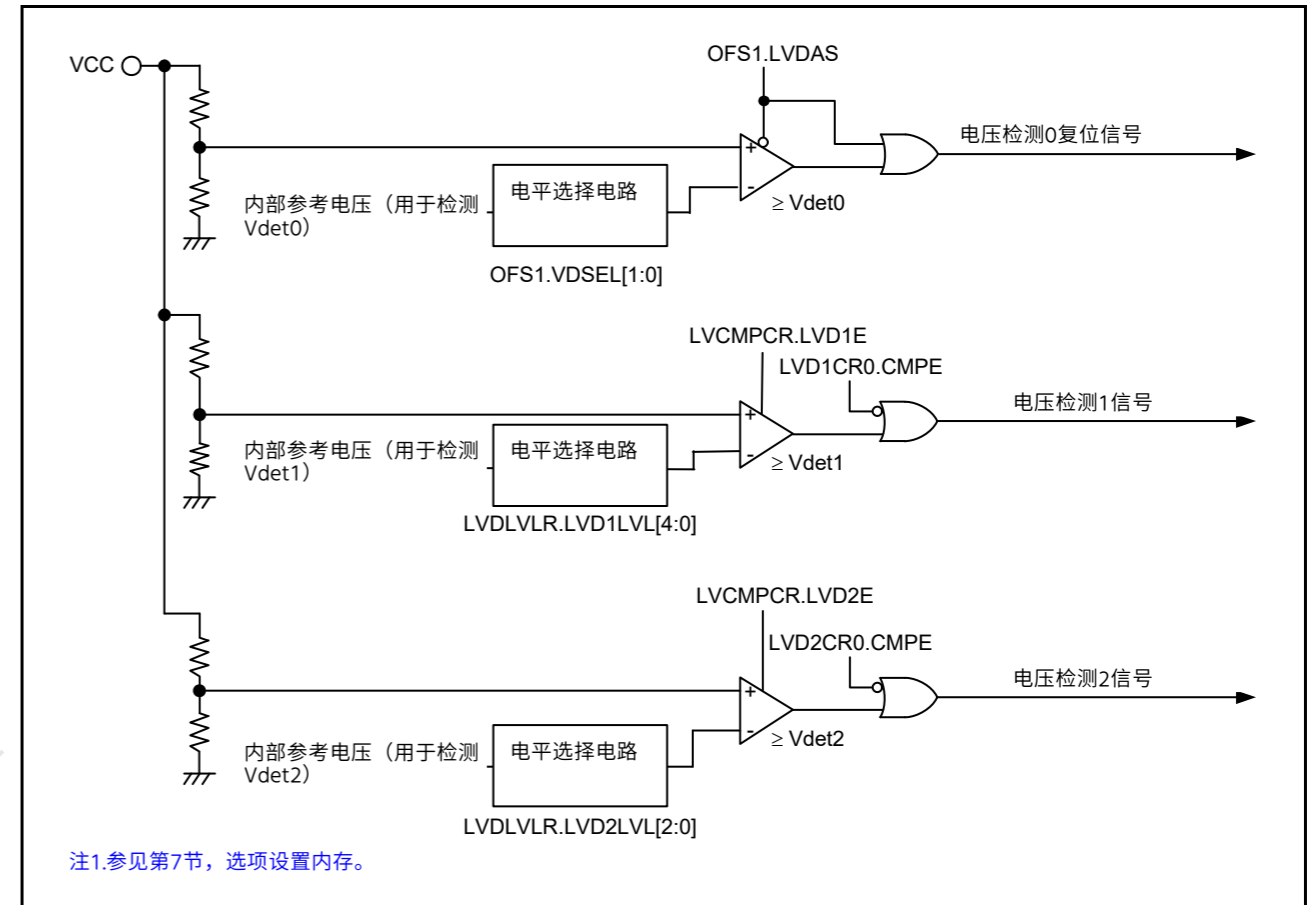 VCC
OFS1.LVDAS
电压检测0复位信号
+
-
≥ Vdet0
内部参考电压（用于检测
Vdet0）
电平选择电路
OFS1.VDSEL[1:0]
LVCMPCR.LVD1E
LVD1CR0.CMPE
电压检测1信号
+
-
≥ Vdet1
内部参考电压（用于检测
Vdet1）
电平选择电路
LVDLVLR.LVD1LVL[4:0]
LVCMPCR.LVD2E
LVD2CR0.CMPE
电压检测2信号
+
-
≥ Vdet2
内部参考电压（用于检测
Vdet2）
电平选择电路
LVDLVLR.LVD2LVL[2:0]
注1.参见第7节，选项设置内存。